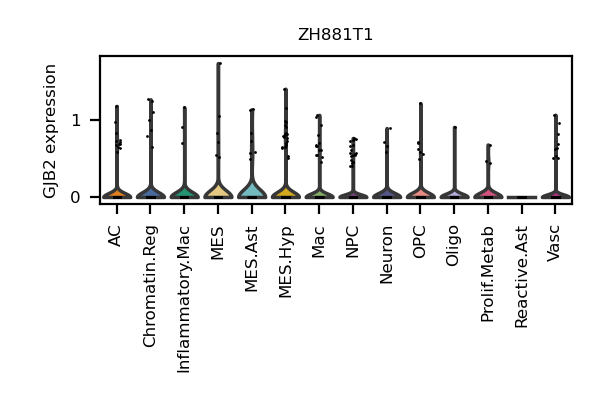 ZH881T1
GJB2 expression
1
0
AC
Chromatin.Reg
Inflammatory.Mac
MES
MES.Ast
MES.Hyp
Mac
NPC
Neuron
OPC
Oligo
Prolif.Metab
Reactive.Ast
Vasc